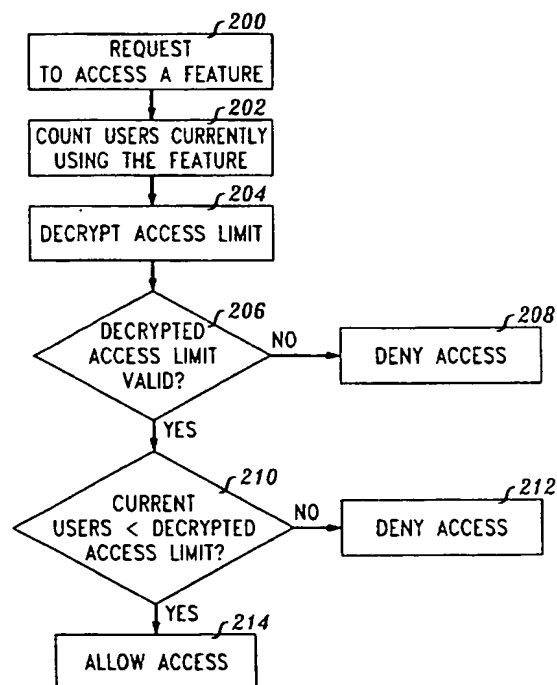 200
REQUEST
TO ACCESS A FEATURE
202
COUNT USERS CURRENTLY
USING THE FEATURE
204
DECRYPT ACCESS LIMIT
206
DECRYPTED
ACCESS LIMIT
VALID?
NO
208
DENY ACCESS
YES
210
CURRENT
USERS < DECRYPTED
ACCESS LIMIT?
NO
212
DENY ACCESS
YES
214
ALLOW ACCESS